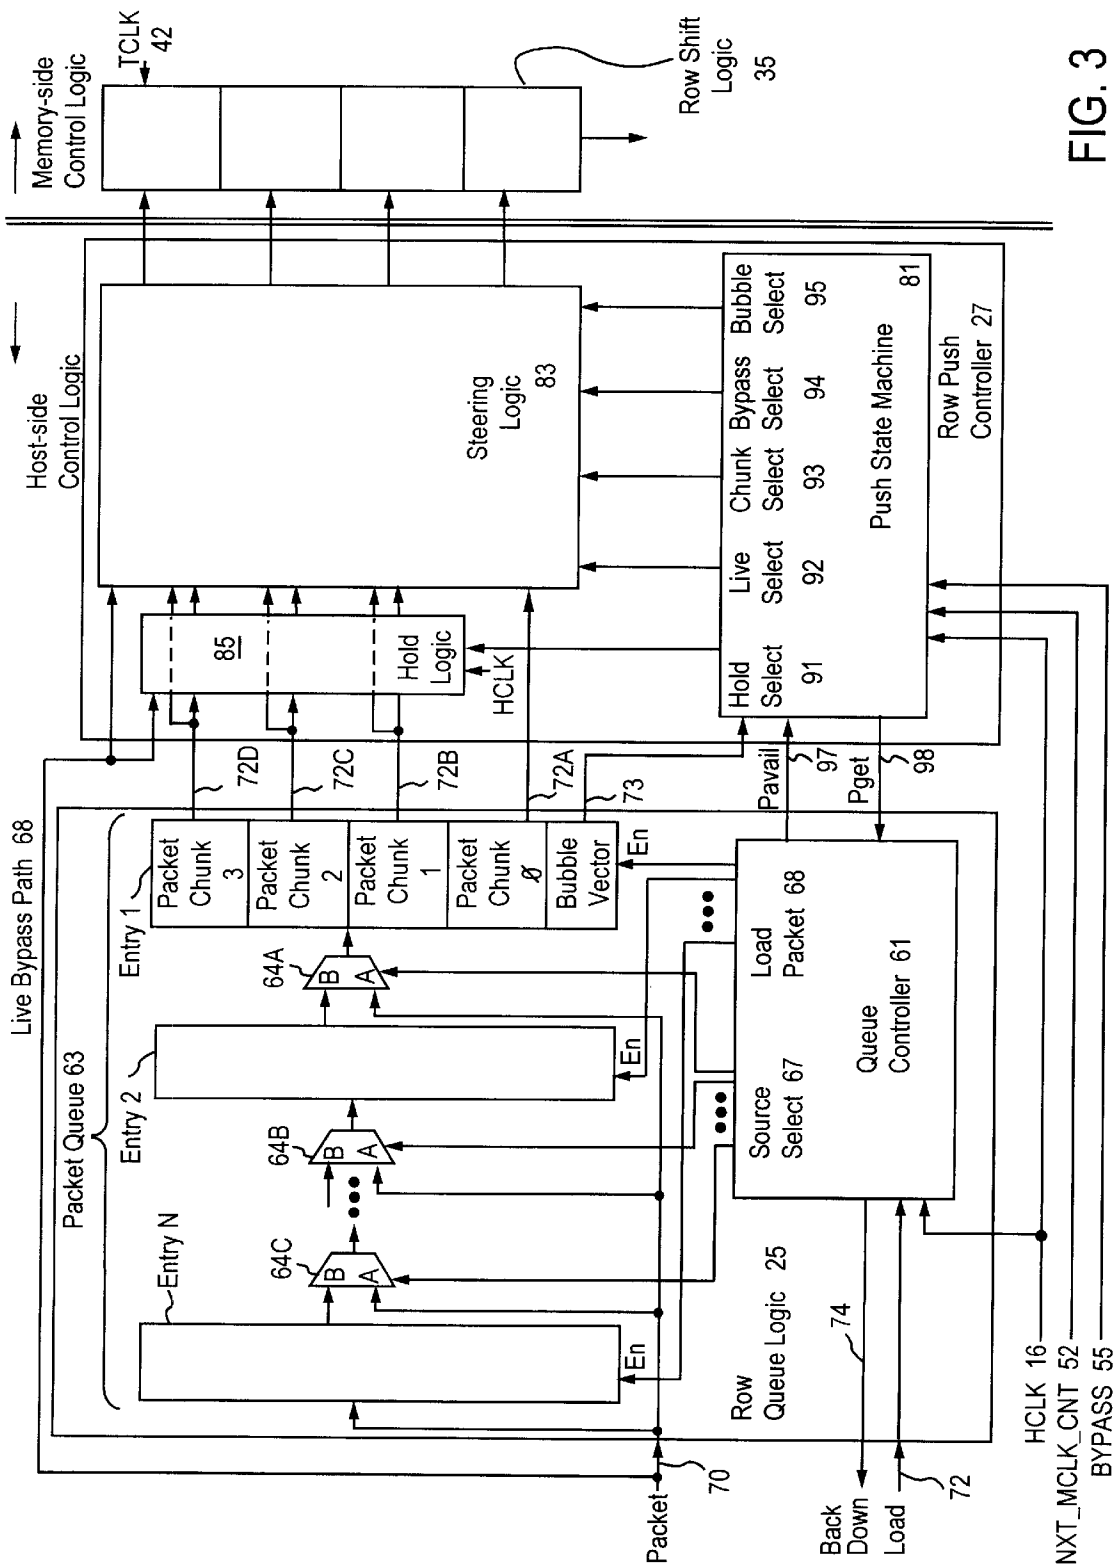 Live Bypass Path 68
Host-side
Control Logic
Memory-side
Control Logic
TCLK
42
Packet Queue 63
Entry N
Entry 2
Entry 1
64C
B
A
64B
B
A
64A
B
A
Packet
Chunk
3
Packet
Chunk
2
Packet
Chunk
1
Packet
Chunk
Ø
Bubble
Vector
72D
72C
72B
72A
73
85
Hold
Logic
HCLK
Steering
Logic
83
Row Shift
Logic
35
En
En
En
Packet
70
Row
Queue Logic 25
Source
Select 67
Load
Packet 68
Queue
Controller 61
Pavail
97
Pget
98
Hold
Select
91
Live
Select
92
Chunk
Select
93
Bypass
Select
94
Bubble
Select
95
Push State Machine
81
Row Push
Controller 27
Back
Down
74
Load
72
HCLK 16
NXT_MCLK_CNT 52
BYPASS 55
FIG. 3